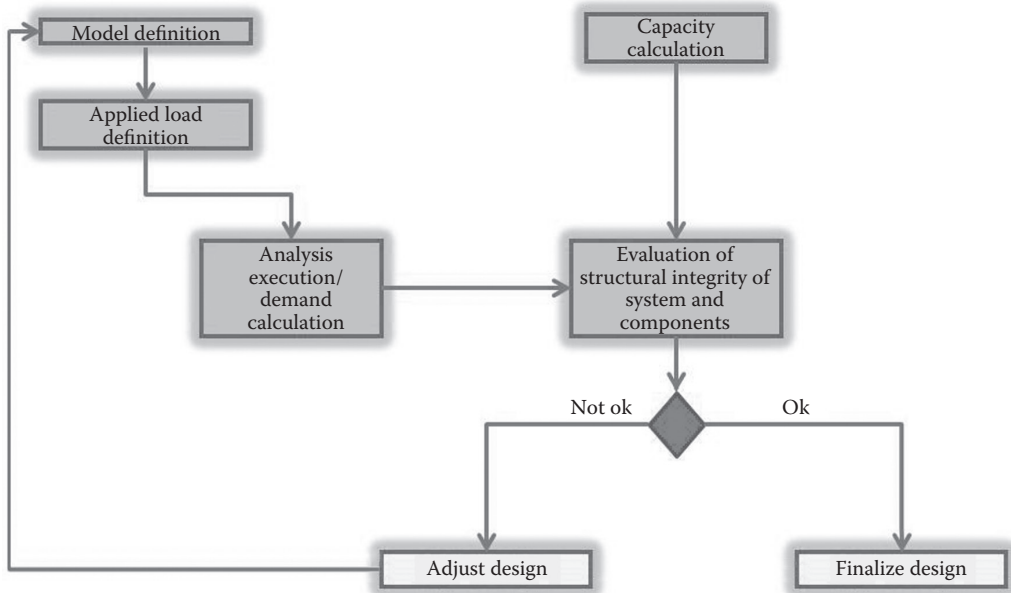 Model definition
Capacity
calculation
Applied load
definition
Analysis
execution/
demand
calculation
Evaluation of
structural integrity of
system and
components
Not ok
Ok
Adjust design
Finalize design